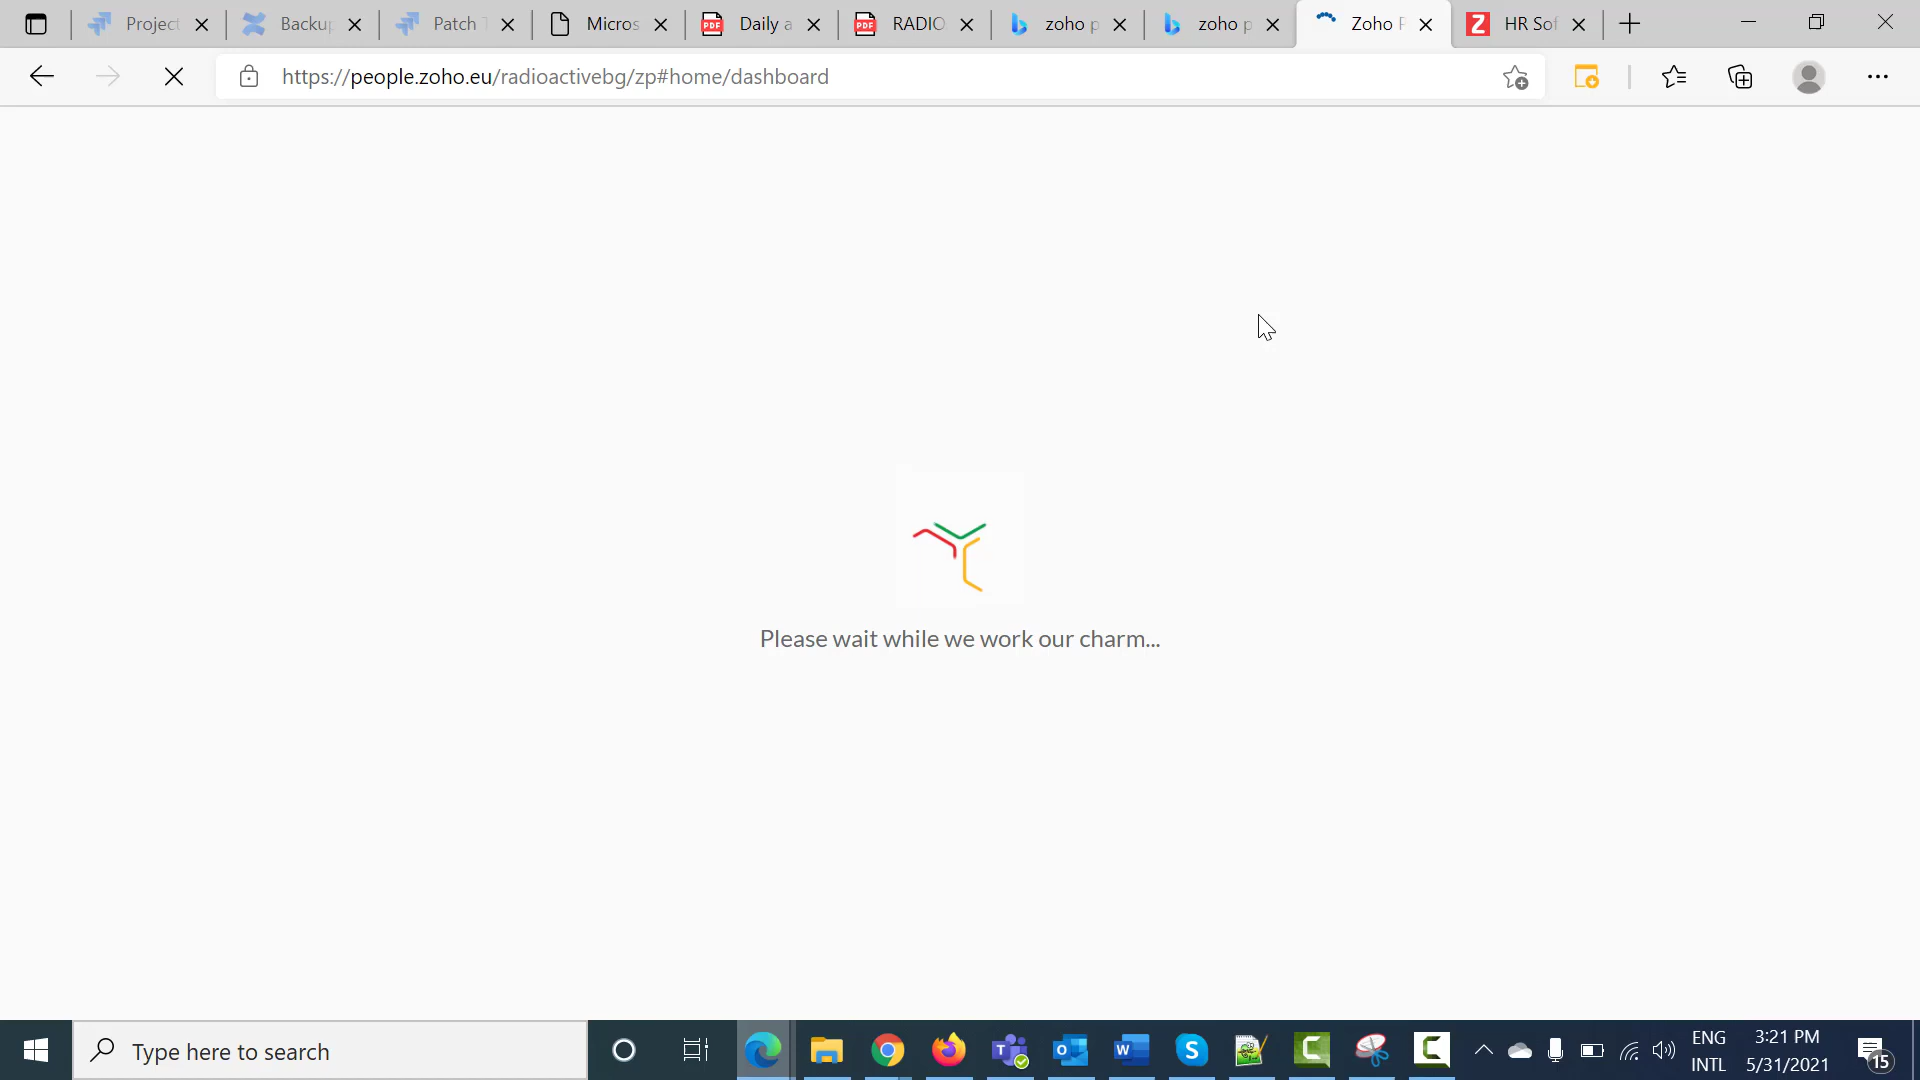 Project
Backup
Patch T
Micros
Daily a
RADIO
zoho p
zoho p
Zoho P
HR Sof
https://people.zoho.eu/radioactivebg/zp#home/dashboard
Please wait while we work our charm...
Type here to search
ENG
INTL
3:21 PM
5/31/2021
15